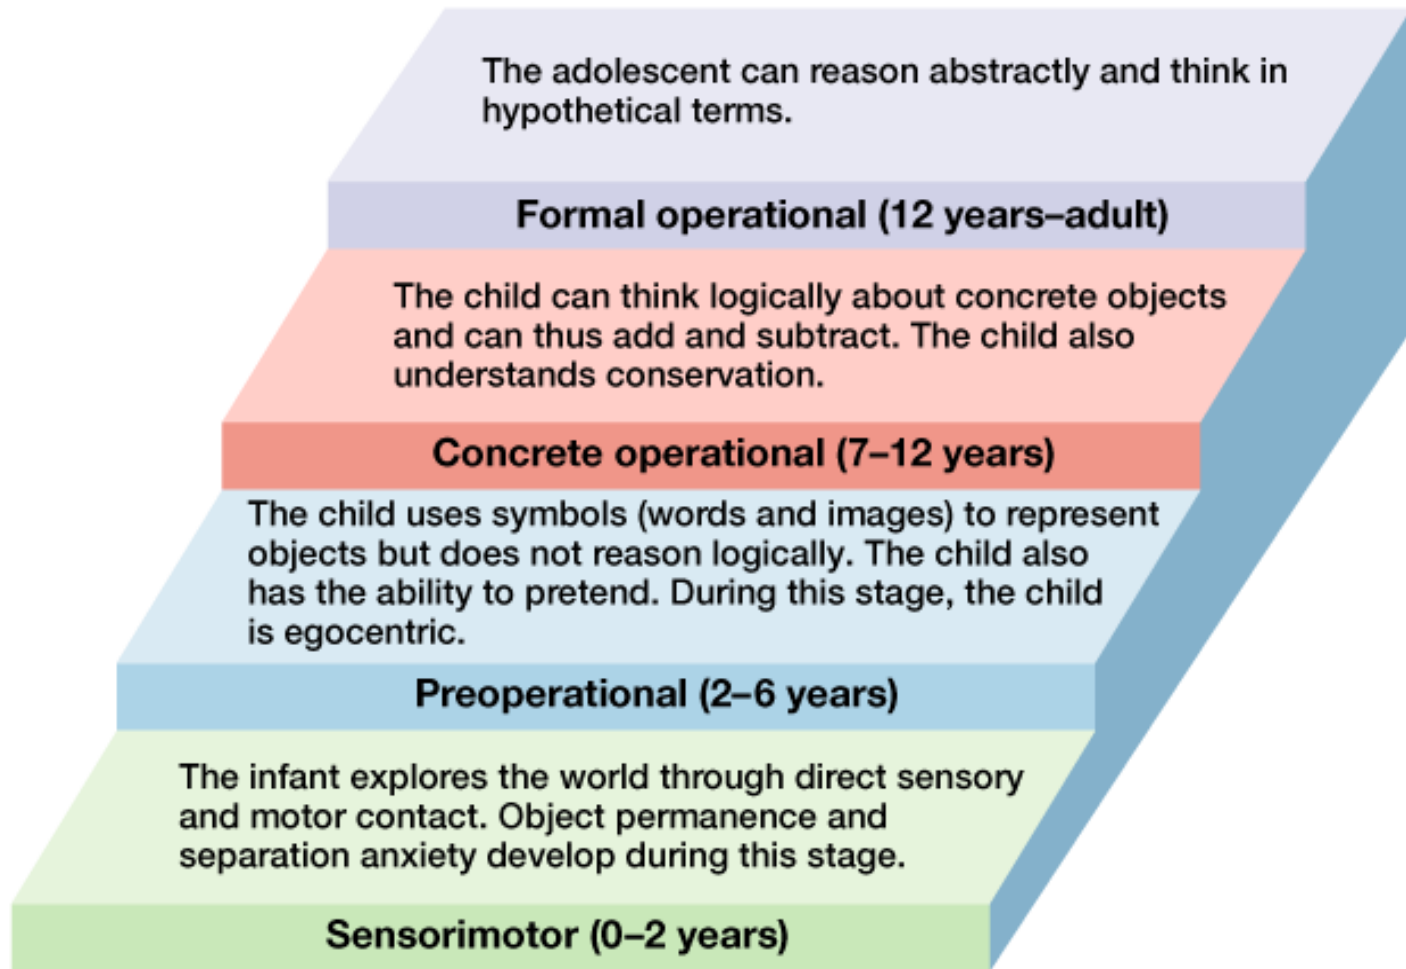 The adolescent can reason abstractly and think in
hypothetical terms.
Formal operational (12 years–adult)
The child can think logically about concrete objects
and can thus add and subtract. The child also
understands conservation.
Concrete operational (7–12 years)
The child uses symbols (words and images) to represent
objects but does not reason logically. The child also
has the ability to pretend. During this stage, the child
is egocentric.
Preoperational (2–6 years)
The infant explores the world through direct sensory
and motor contact. Object permanence and
separation anxiety develop during this stage.
Sensorimotor (0–2 years)